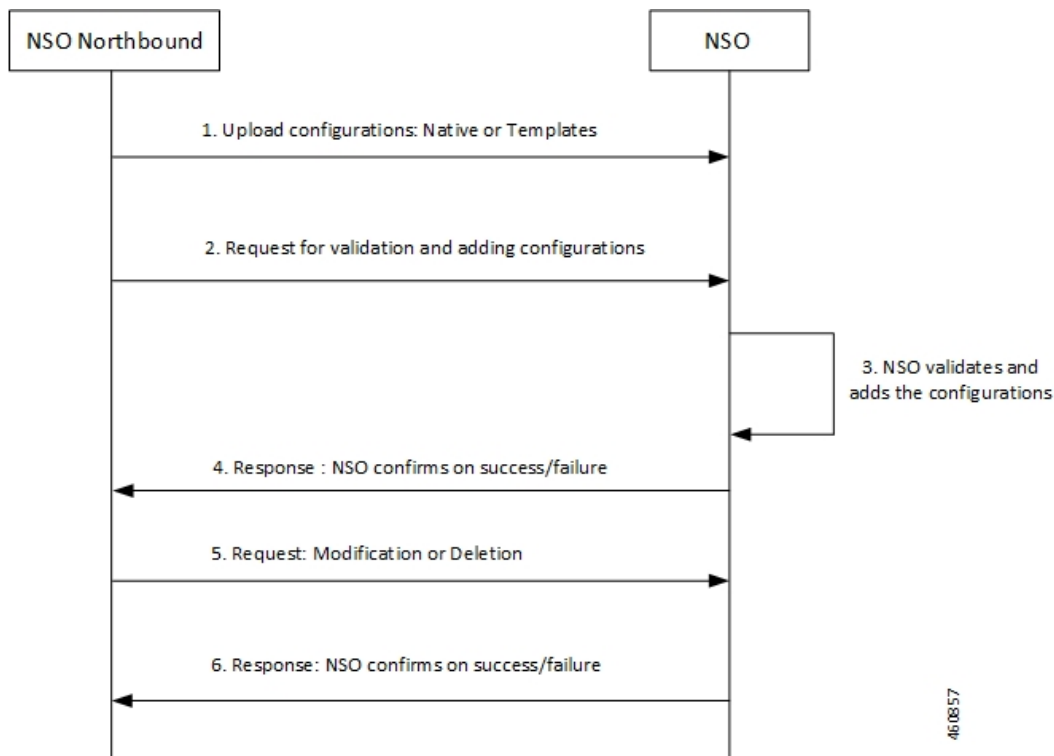 NSO Northbound
NSO
1. Upload configurations: Native or Templates
2. Request for validation and adding configurations
3. NSO validates and
adds the configurations
4. Response : NSO confirms on success/failure
5. Request: Modification or Deletion
6. Response: NSO confirms on success/failure
460857